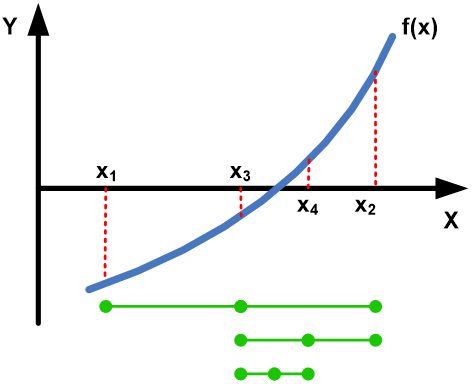 Y
f(x)
x₁
x₃
x₄
x₂
X